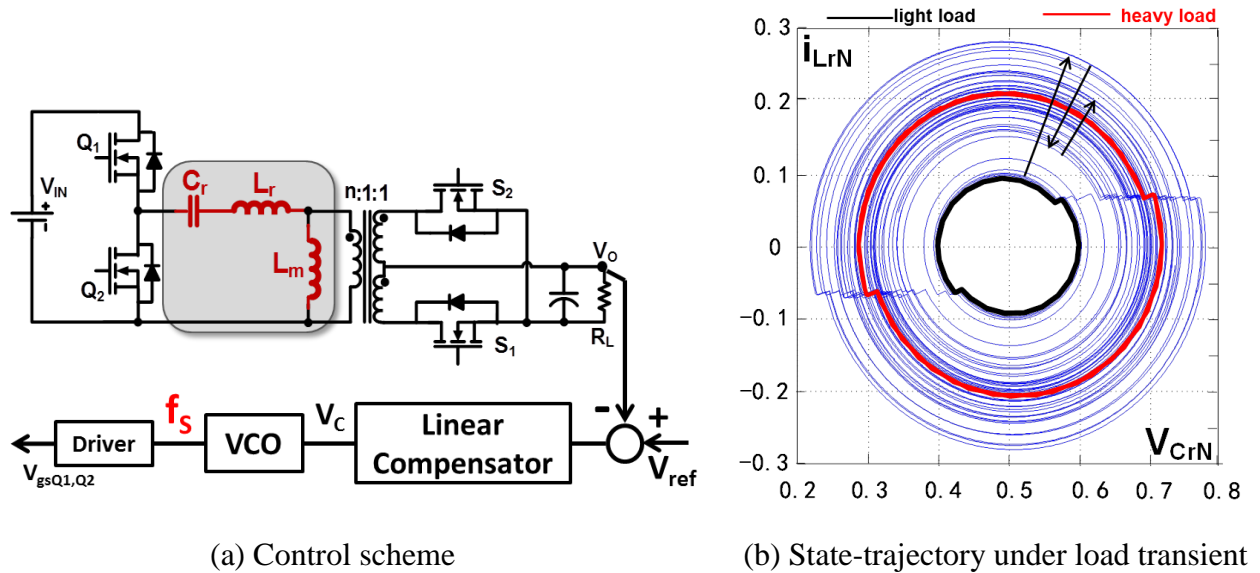 Q1
VIN
+
-
Q2
Cr
Lr
Lm
n:1:1
S2
S1
VO
RL
-
+
Vref
Linear
Compensator
VC
VCO
fS
Driver
VgsQ1,Q2
(a) Control scheme
light load
heavy load
iLrN
0.3
0.2
0.1
0
-0.1
-0.2
-0.3
VCrN
0.2
0.3
0.4
0.5
0.6
0.7
0.8
(b) State-trajectory under load transient